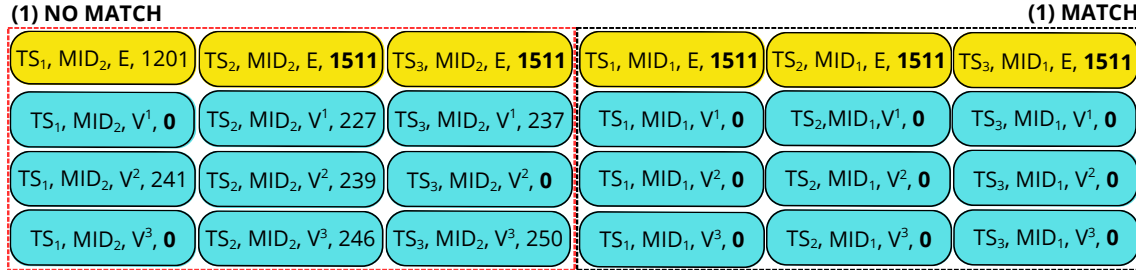 (1) NO MATCH (1) MATCH
TS₁, MID₂, E, 1201 TS₂, MID₂, E, 1511 TS₃, MID₂, E, 1511 TS₁, MID₁, E, 1511 TS₂, MID₁, E, 1511 TS₃, MID₁, E, 1511
TS₁, MID₂, V¹, 0 TS₂, MID₂, V¹, 227 TS₃, MID₂, V¹, 237 TS₁, MID₁, V¹, 0 TS₂,MID₁,V¹, 0 TS₃, MID₁, V¹, 0
TS₁, MID₂, V², 241 TS₂, MID₂, V², 239 TS₃, MID₂, V², 0 TS₁, MID₁, V², 0 TS₂, MID₁, V², 0 TS₃, MID₁, V², 0
TS₁, MID₂, V³, 0 TS₂, MID₂, V³, 246 TS₃, MID₂, V³, 250 TS₁, MID₁, V³, 0 TS₂, MID₁, V³, 0 TS₃, MID₁, V³, 0